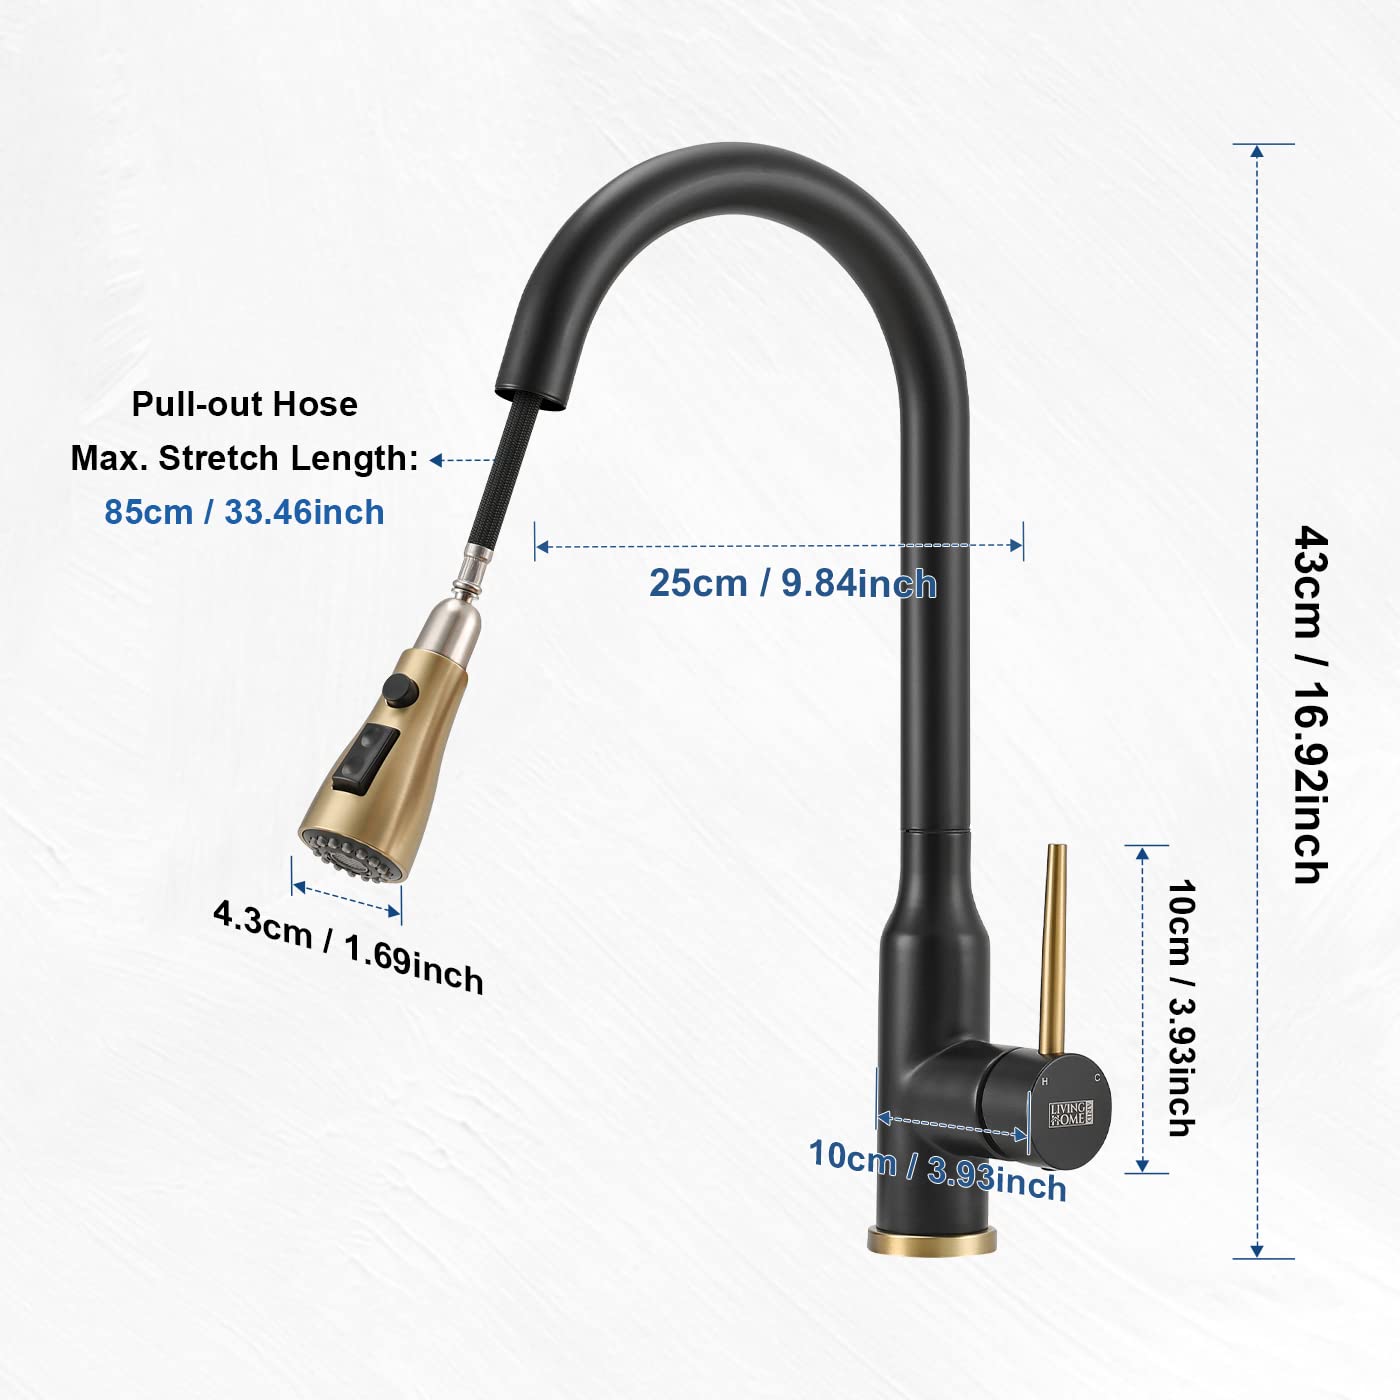 Pull-out Hose
Max. Stretch Length:
85cm / 33.46inch
25cm / 9.84inch
43cm / 16.92inch
4.3cm / 1.69inch
10cm / 3.93inch
H C
LIVING
HOME
10cm / 3.93inch